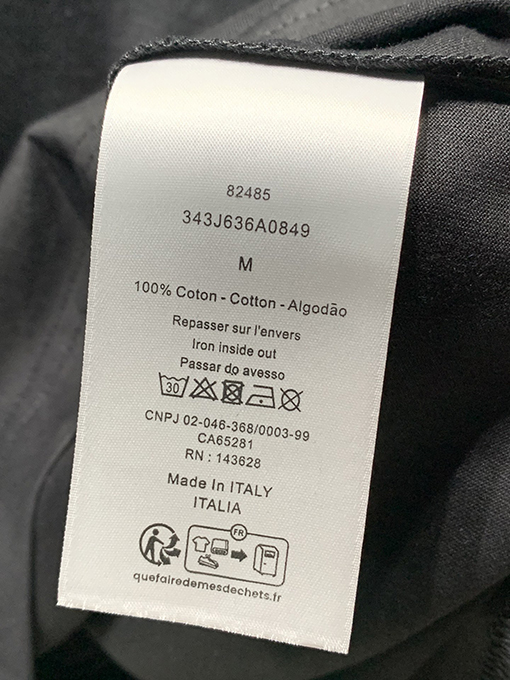 82485
343J636A0849
M
100% Coton - Cotton - Algodão
Repasser sur l'envers
Iron inside out
Passar do avesso
30
CNPJ 02-046-368/0003-99
CA65281
RN : 143628
Made In ITALY
ITALIA
FR
quefairedemesdechets.fr